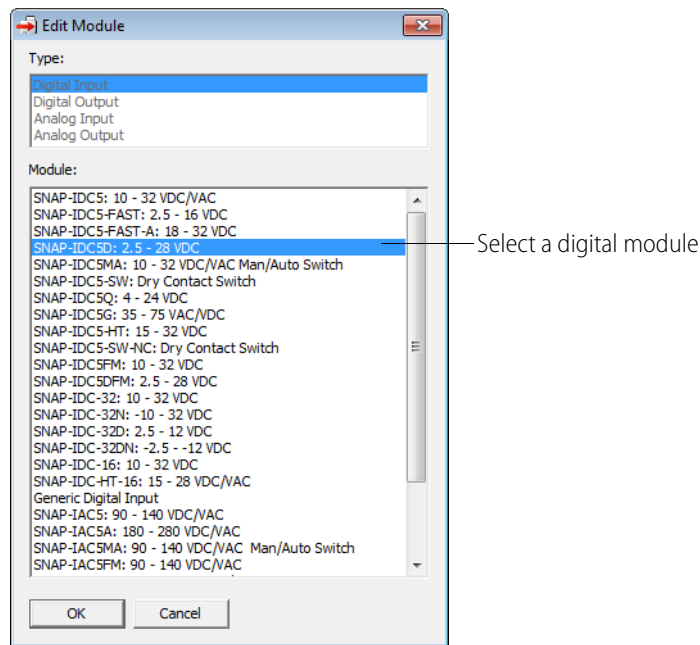 Edit Module
Type:
Digital Input
Digital Output
Analog Input
Analog Output
Module:
SNAP-IDC5: 10 - 32 VDC/VAC
SNAP-IDC5-FAST: 2.5 - 16 VDC
SNAP-IDC5-FAST-A: 18 - 32 VDC
SNAP-IDC5D: 2.5 - 28 VDC
Select a digital module
SNAP-IDC5MA: 10 - 32 VDC/VAC Man/Auto Switch
SNAP-IDC5-SW: Dry Contact Switch
SNAP-IDC5Q: 4 - 24 VDC
SNAP-IDC5G: 35 - 75 VAC/VDC
SNAP-IDC5-HT: 15 - 32 VDC
SNAP-IDC5-SW-NC: Dry Contact Switch
SNAP-IDC5FM: 10 - 32 VDC
SNAP-IDC5DFM: 2.5 - 28 VDC
SNAP-IDC-32: 10 - 32 VDC
SNAP-IDC-32N: -10 - 32 VDC
SNAP-IDC-32D: 2.5 - 12 VDC
SNAP-IDC-32DN: -2.5 - -12 VDC
SNAP-IDC-16: 10 - 32 VDC
SNAP-IDC-HT-16: 15 - 28 VDC/VAC
Generic Digital Input
SNAP-IAC5: 90 - 140 VDC/VAC
SNAP-IAC5A: 180 - 280 VDC/VAC
SNAP-IAC5MA: 90 - 140 VDC/VAC  Man/Auto Switch
SNAP-IAC5FM: 90 - 140 VDC/VAC
OK
Cancel